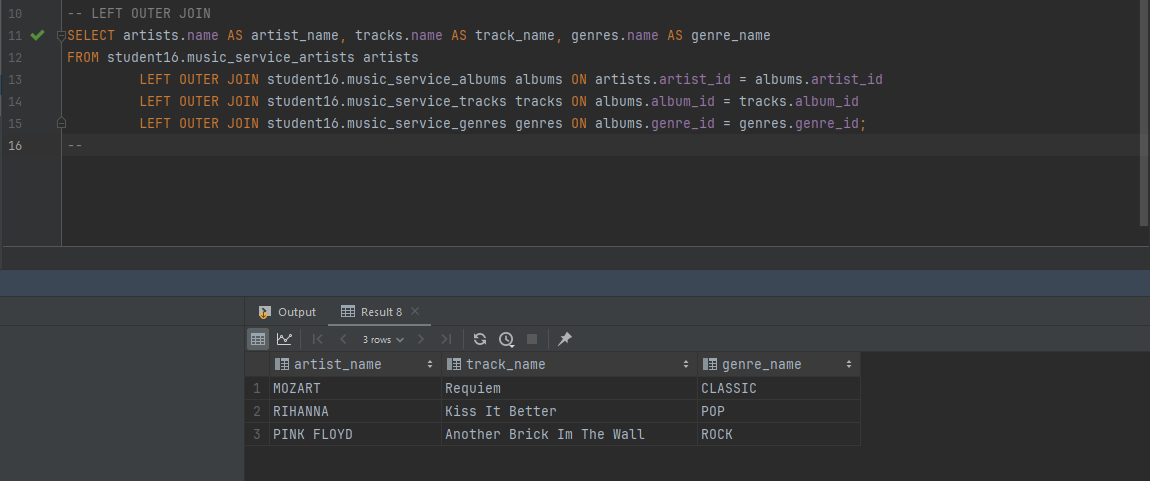 10 -- LEFT OUTER JOIN
11 SELECT artists.name AS artist_name, tracks.name AS track_name, genres.name AS genre_name
12 FROM student16.music_service_artists artists
13 LEFT OUTER JOIN student16.music_service_albums albums ON artists.artist_id = albums.artist_id
14 LEFT OUTER JOIN student16.music_service_tracks tracks ON albums.album_id = tracks.album_id
15 LEFT OUTER JOIN student16.music_service_genres genres ON albums.genre_id = genres.genre_id;
16 --
Output Result 8
3 rows
artist_name track_name genre_name
1 MOZART Requiem CLASSIC
2 RIHANNA Kiss It Better POP
3 PINK FLOYD Another Brick Im The Wall ROCK